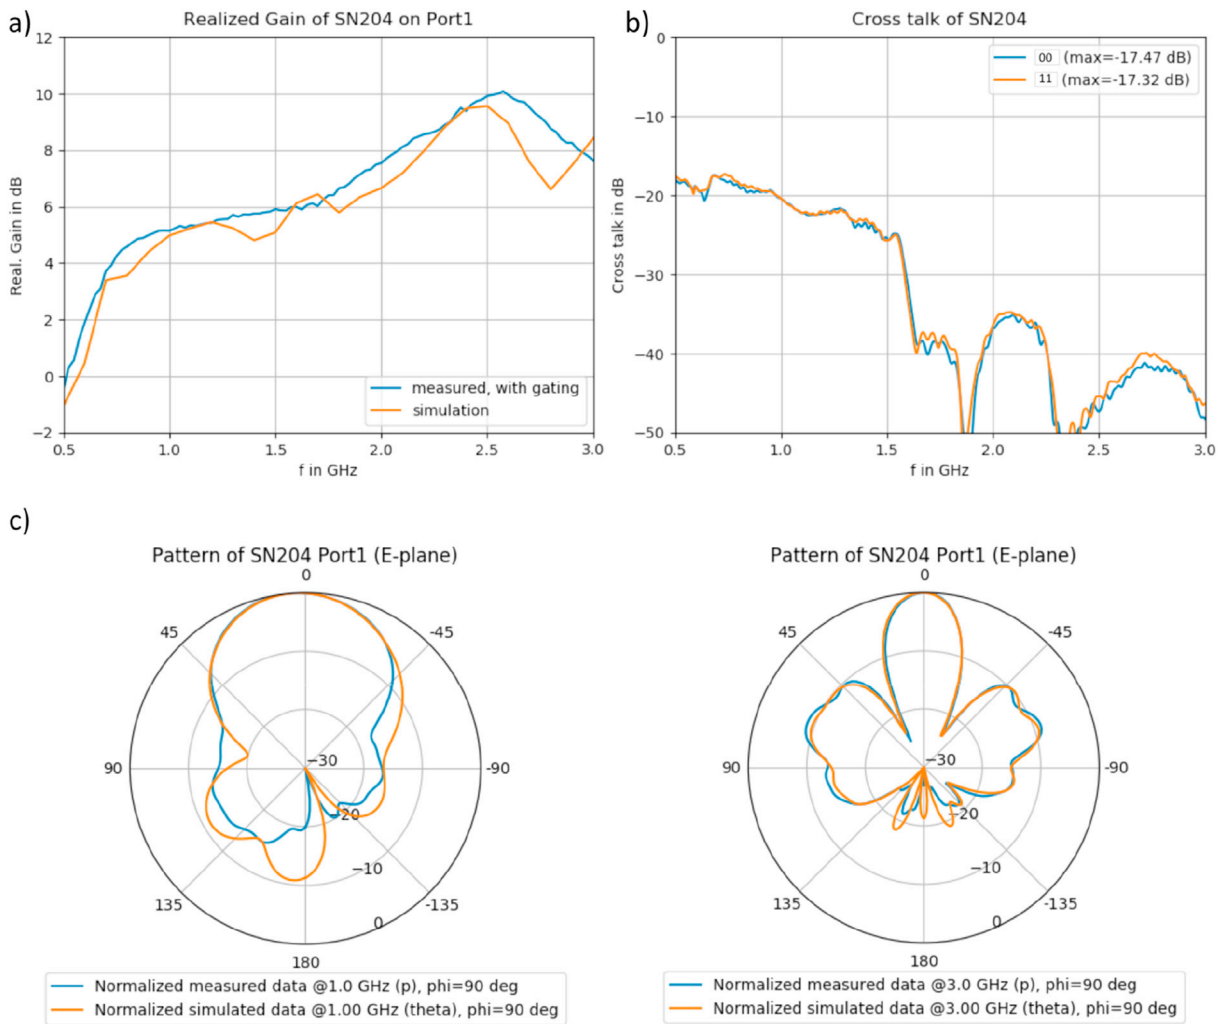 a)
Realized Gain of SN204 on Port1
12
10
8
6
4
2
0
−2
Real. Gain in dB
measured, with gating
simulation
0.5 1.0 1.5 2.0 2.5 3.0
f in GHz
b)
Cross talk of SN204
0
−10
−20
−30
−40
−50
Cross talk in dB
00 (max=-17.47 dB)
11 (max=-17.32 dB)
0.5 1.0 1.5 2.0 2.5 3.0
f in GHz
c)
Pattern of SN204 Port1 (E-plane)
0
45 -45
90 -90
−30
−20
−10
0
135 -135
180
Normalized measured data @1.0 GHz (p), phi=90 deg
Normalized simulated data @1.00 GHz (theta), phi=90 deg
Pattern of SN204 Port1 (E-plane)
0
45 -45
90 -90
−30
−20
−10
0
135 -135
180
Normalized measured data @3.0 GHz (p), phi=90 deg
Normalized simulated data @3.00 GHz (theta), phi=90 deg